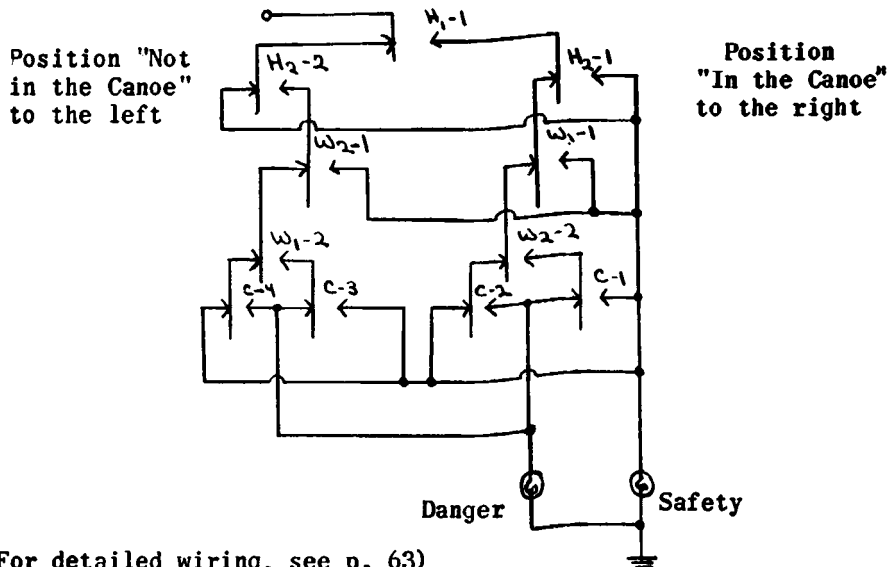 H₁-1
Position "Not
in the Canoe"
to the left
H₂-2
H₂-1
Position
"In the Canoe"
to the right
W₂-1
W₁-1
W₁-2
W₂-2
C-4
C-3
C-2
C-1
Danger
Safety
For detailed wiring, see p. 63)